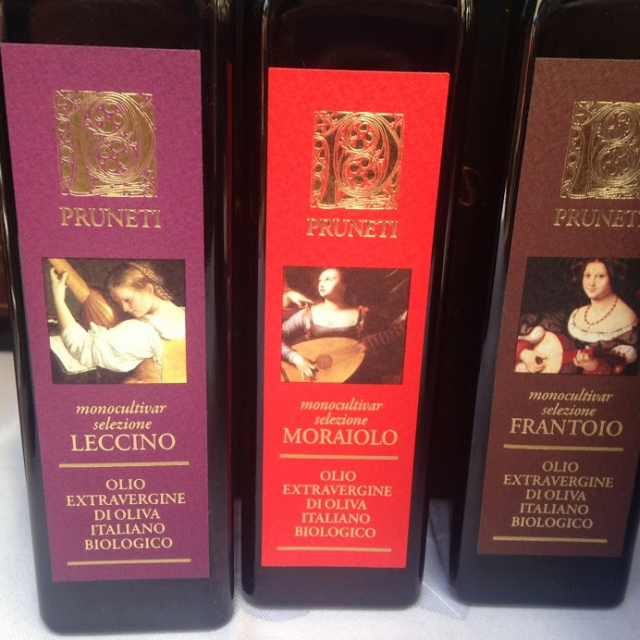 PRUNETI
monocultivar
selezione
LECCINO
OLIO
EXTRAVERGINE
DI OLIVA
ITALIANO
BIOLOGICO
PRUNETI
monocultivar
selezione
MORAIOLO
OLIO
EXTRAVERGINE
DI OLIVA
ITALIANO
BIOLOGICO
PRUNETI
monocultivar
selezione
FRANTOIO
OLIO
EXTRAVERGINE
DI OLIVA
ITALIANO
BIOLOGICO